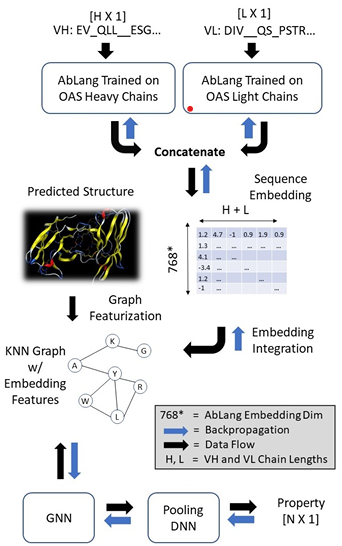 [H X 1]
VH: EV_QLL__ESG...
[L X 1]
VL: DIV__QS_PSTR...
AbLang Trained on
OAS Heavy Chains
AbLang Trained on
OAS Light Chains
Concatenate
Predicted Structure
Sequence
Embedding
H + L
768*
1.2 4.7 -1 0.9 1.9 0.9
1.3 ... ... ...
4.1 ... ...
-3.4 ...
1.2 ... ...
-1 ...
Graph
Featurization
Embedding
Integration
KNN Graph
w/
Embedding
Features
K
G
A
Y
W
R
L
768* = AbLang Embedding Dim
= Backpropagation
= Data Flow
H, L = VH and VL Chain Lengths
GNN
Pooling
DNN
Property
[N X 1]